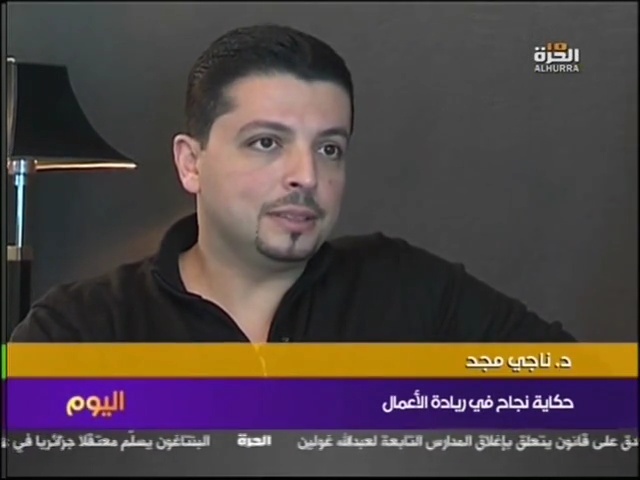 الحرة
ALHURRA
د. ناجي مجد
حكاية نجاح في ريادة الأعمال
اليوم
دق على قانون يتعلق بإغلاق المدارس التابعة لعبدالله غولين الحرة البنتاغون يسلّم معتقلا جزائريا في